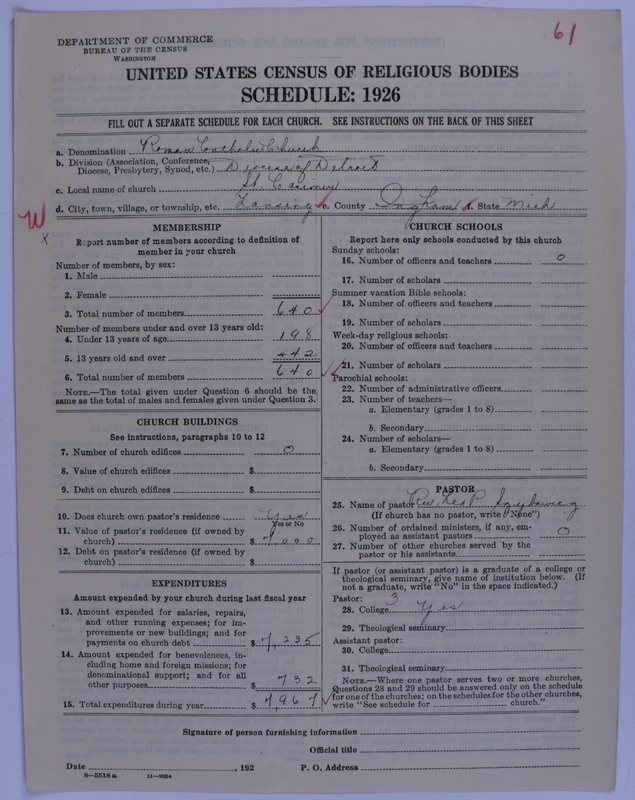 61
DEPARTMENT OF COMMERCE
BUREAU OF THE CENSUS
WASHINGTON
UNITED STATES CENSUS OF RELIGIOUS BODIES
SCHEDULE: 1926
FILL OUT A SEPARATE SCHEDULE FOR EACH CHURCH. SEE INSTRUCTIONS ON THE BACK OF THIS SHEET
a. Denomination Roman Catholic Church
b. Division (Association, Conference,
Diocese, Presbytery, Synod, etc.) Diocese of Detroit
c. Local name of church St. Casimer
d. City, town, village, or township, etc. Lansing e. County Ingham f. State Mich
W
x
MEMBERSHIP
Report number of members according to definition of
member in your church
Number of members, by sex:
1. Male
2. Female
3. Total number of members 640
Number of members under and over 13 years old:
4. Under 13 years of age 198
5. 13 years old and over 442
6. Total number of members 640
NOTE.—The total given under Question 6 should be the
same as the total of males and females given under Question 3.
CHURCH BUILDINGS
See instructions, paragraphs 10 to 12
7. Number of church edifices 0
8. Value of church edifices $
9. Debt on church edifices $
10. Does church own pastor's residence Yes
Yes or No
11. Value of pastor's residence (if owned by
church) $ 7000
12. Debt on pastor's residence (if owned by
church) $
EXPENDITURES
Amount expended by your church during last fiscal year
13. Amount expended for salaries, repairs,
and other running expenses; for im-
provements or new buildings; and for
payments on church debt $ 7,235
14. Amount expended for benevolences, in-
cluding home and foreign missions; for
denominational support; and for all
other purposes $ 732
15. Total expenditures during year $ 7,967
CHURCH SCHOOLS
Report here only schools conducted by this church
Sunday schools:
16. Number of officers and teachers 0
17. Number of scholars
Summer vacation Bible schools:
18. Number of officers and teachers
19. Number of scholars
Week-day religious schools:
20. Number of officers and teachers
21. Number of scholars
Parochial schools:
22. Number of administrative officers
23. Number of teachers—
a. Elementary (grades 1 to 8)
b. Secondary
24. Number of scholars—
a. Elementary (grades 1 to 8)
b. Secondary
PASTOR
25. Name of pastor Rev.
(If church has no pastor, write "None")
26. Number of ordained ministers, if any, em-
ployed as assistant pastors 0
27. Number of other churches served by the
pastor or his assistants
If pastor (or assistant pastor) is a graduate of a college or
theological seminary, give name of institution below. (If
not a graduate, write "No" in the space indicated.)
Pastor: 3
28. College Yes
29. Theological seminary
Assistant pastor:
30. College
31. Theological seminary
NOTE.—Where one pastor serves two or more churches,
Questions 28 and 29 should be answered only on the schedule
for one of the churches; on the schedules for the other churches,
write "See schedule for church."
Signature of person furnishing information
Official title
Date , 192 P. O. Address
8—5518 a 11—9034